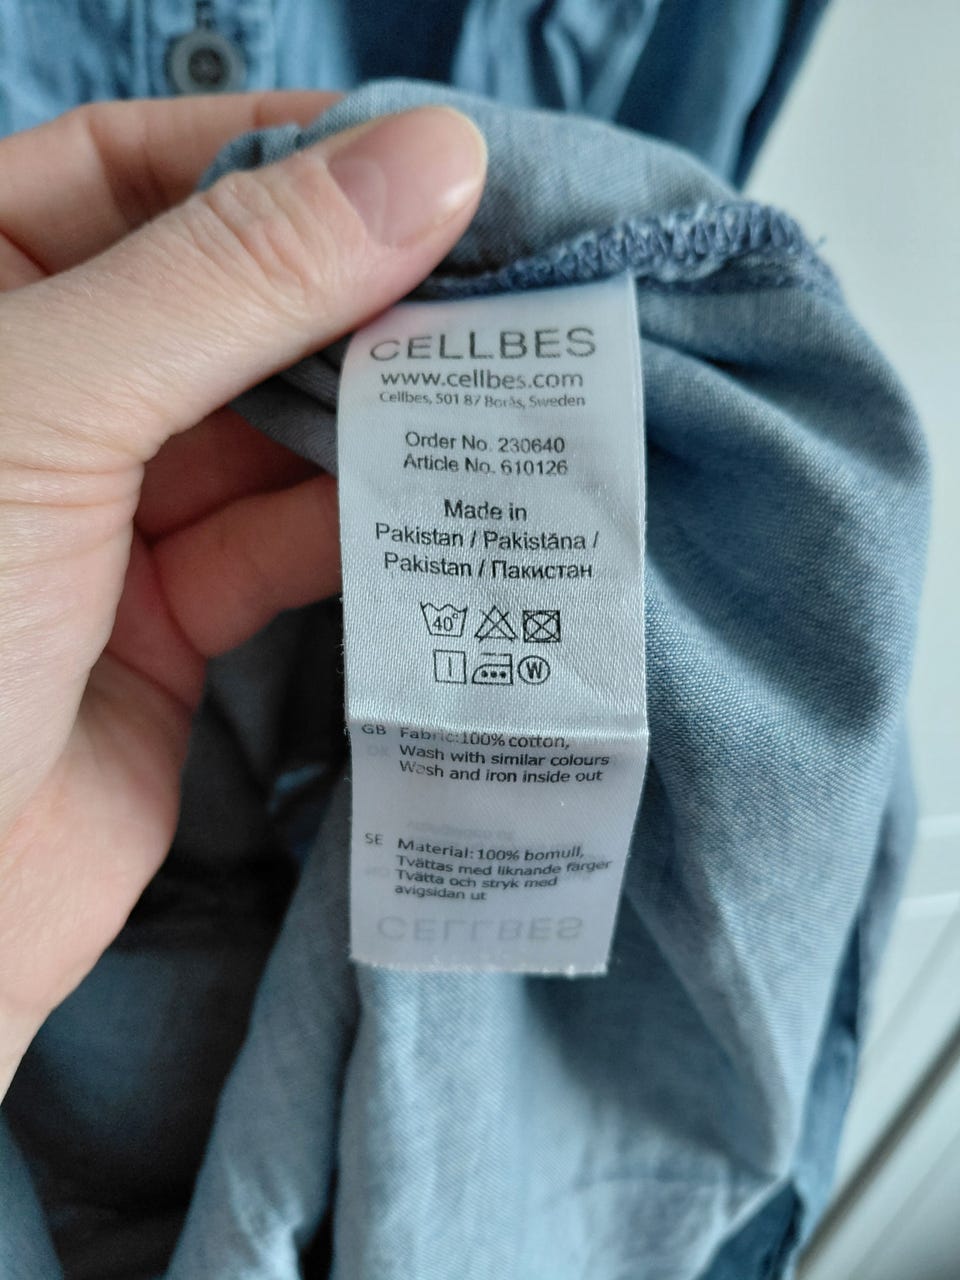 CELLBES
www.cellbes.com
Cellbes, 501 87 Borås, Sweden
Order No. 230640
Article No. 610126
Made in
Pakistan / Pakistāna /
Pakistan / Пакистан
40°
I
W
GB Fabric:100% cotton,
Wash with similar colours
Wash and iron inside out
SE Material:100% bomull,
Tvättas med liknande färger
Tvätta och stryk med
avigsidan ut
CELLBES